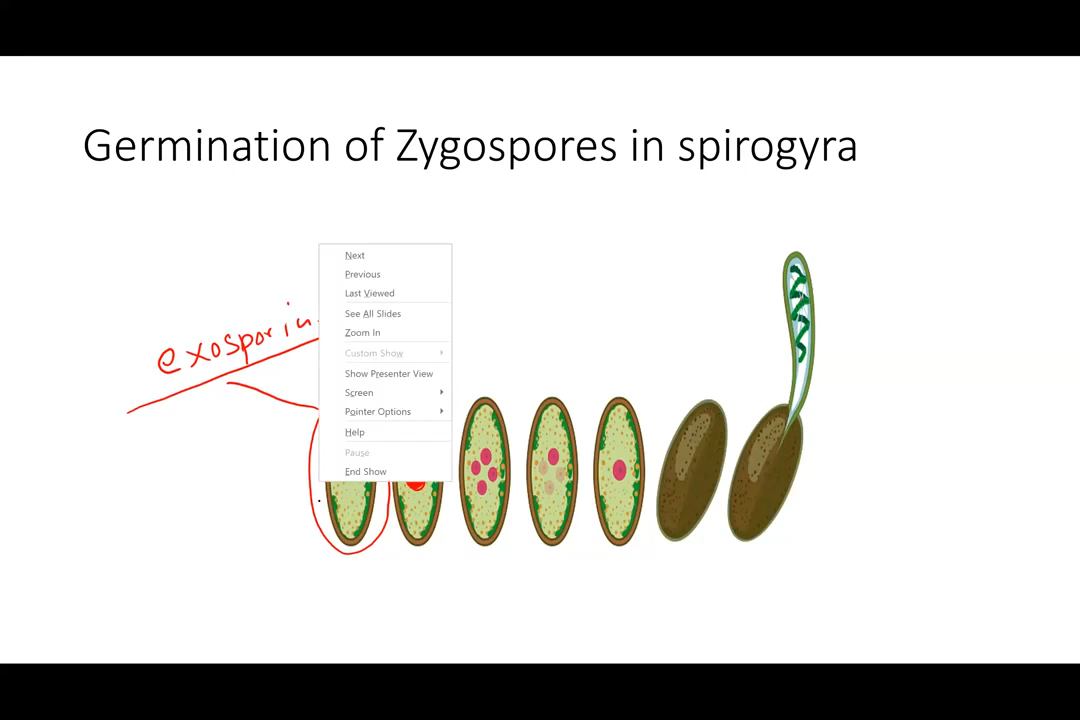 Germination of Zygospores in spirogyra
exosporin
Next
Previous
Last Viewed
See All Slides
Zoom In
Custom Show
Show Presenter View
Screen
Pointer Options
Help
Pause
End Show